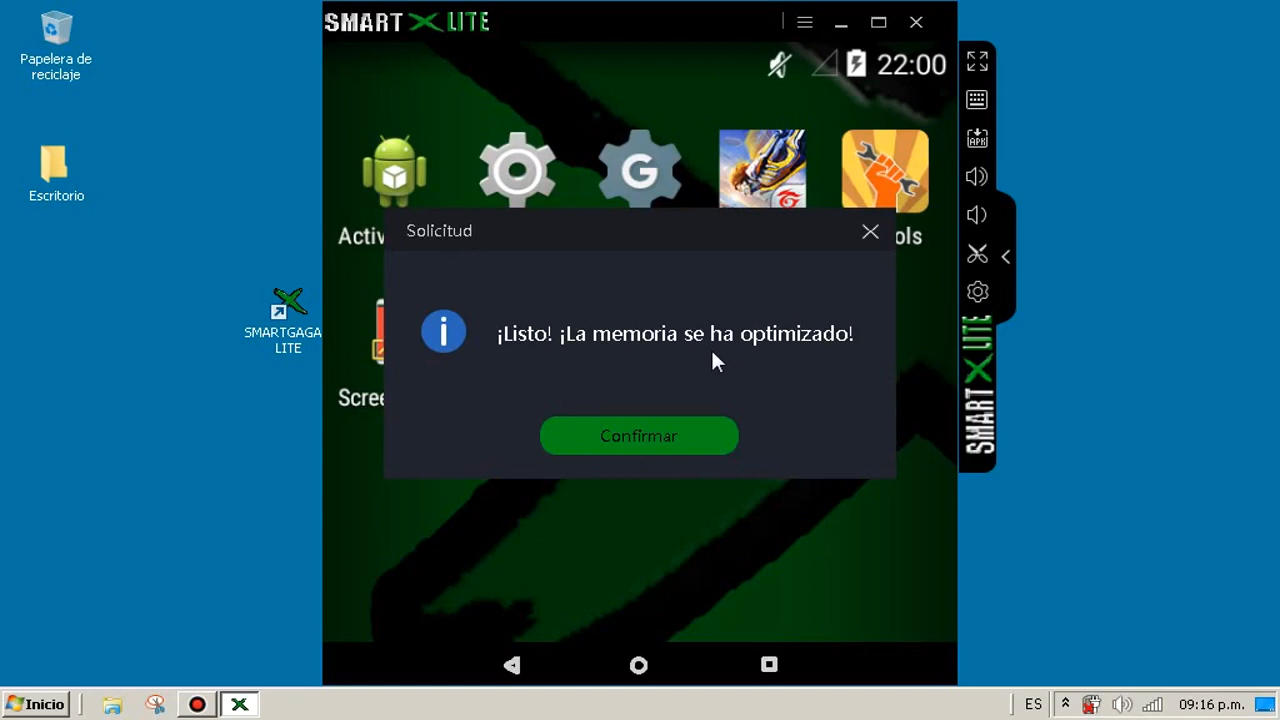 Papelera de
reciclaje
Escritorio
SMARTGAGA
LITE
SMART X LITE
22:00
Activ
ols
Scree
G
Solicitud
¡Listo! ¡La memoria se ha optimizado!
Confirmar
APK
SMART X LITE
Inicio
ES
09:16 p.m.